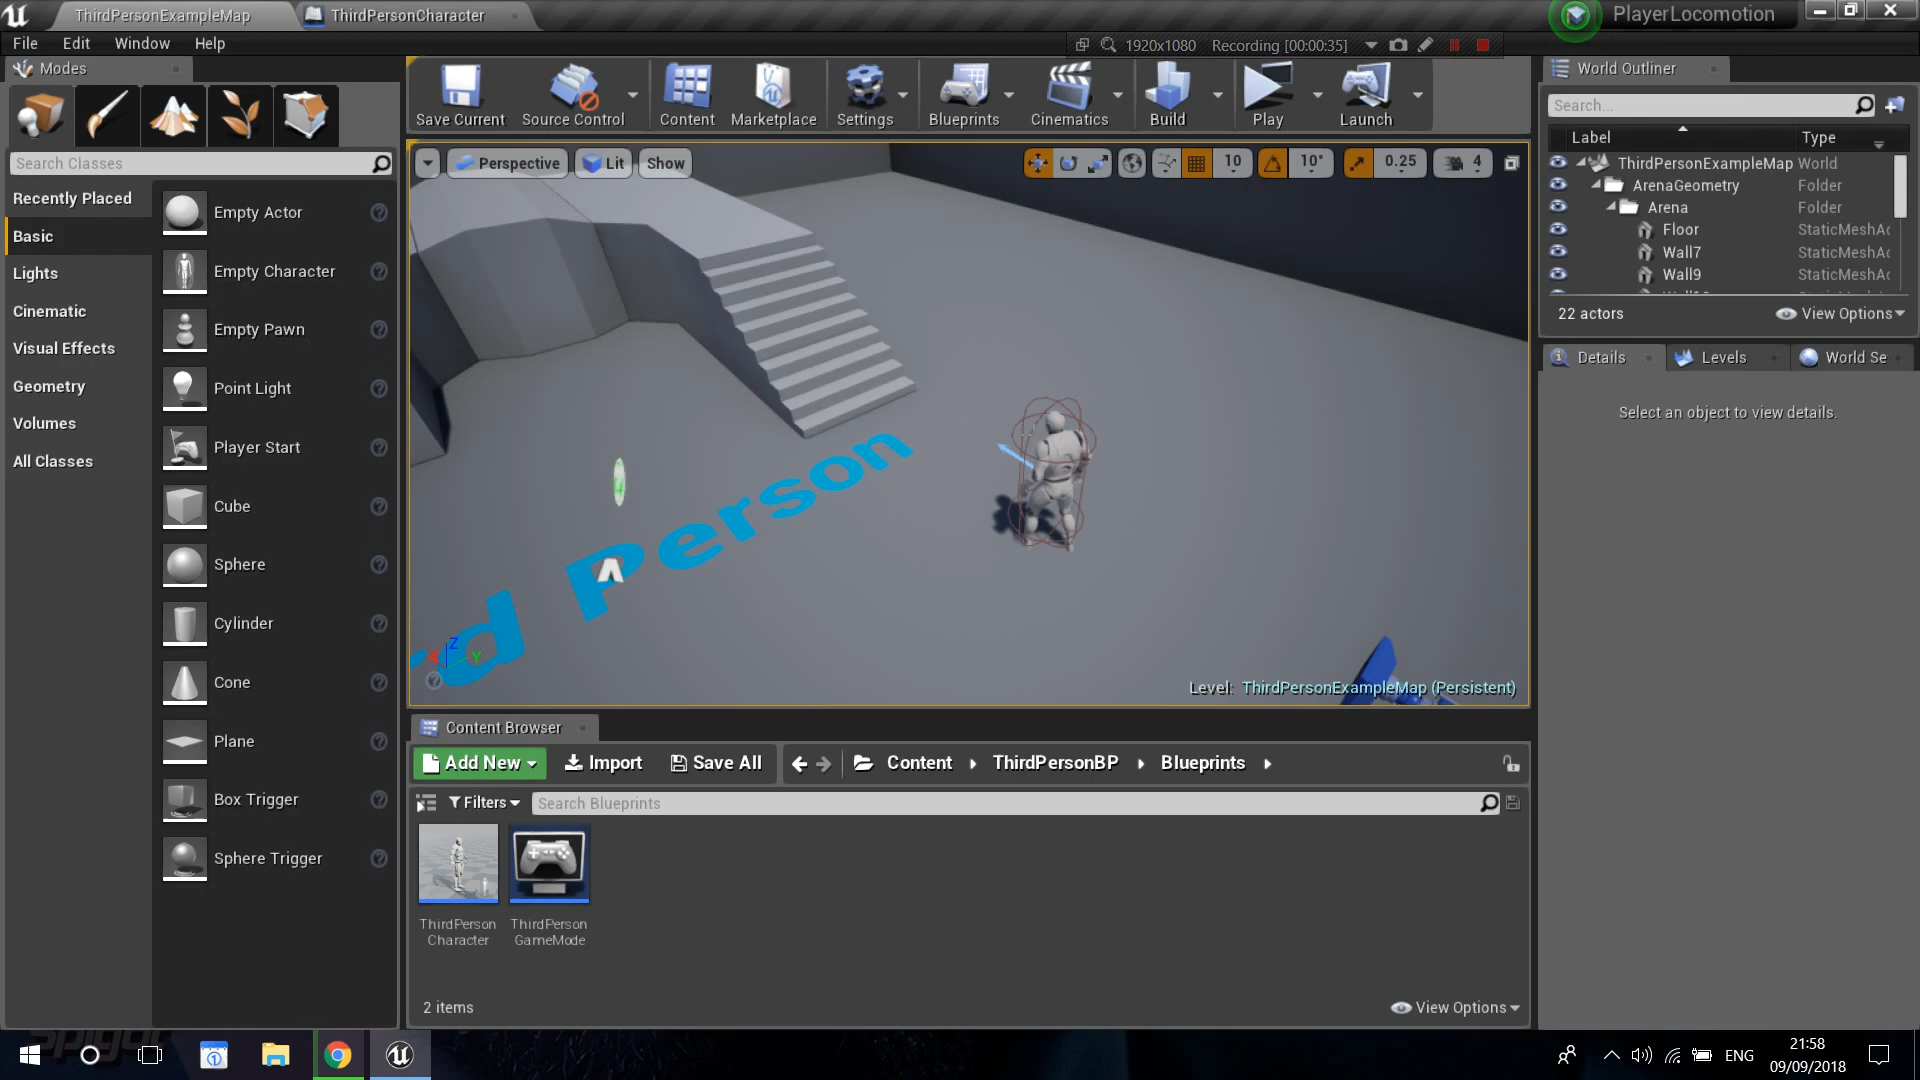 ThirdPersonExampleMap
ThirdPersonCharacter
PlayerLocomotion
File Edit Window Help
1920x1080 Recording [00:00:35]
Modes
Search Classes
Recently Placed
Basic
Lights
Cinematic
Visual Effects
Geometry
Volumes
All Classes
Empty Actor
Empty Character
Empty Pawn
Point Light
Player Start
Cube
Sphere
Cylinder
Cone
Plane
Box Trigger
Sphere Trigger
Save Current
Source Control
Content
Marketplace
Settings
Blueprints
Cinematics
Build
Play
Launch
Perspective Lit Show
10 10° 0.25 4
d Person
Z
X Y
Level: ThirdPersonExampleMap (Persistent)
Content Browser
Add New Import Save All Content ThirdPersonBP Blueprints
Filters Search Blueprints
ThirdPerson
Character
ThirdPerson
GameMode
2 items
View Options
World Outliner
Search...
Label Type
ThirdPersonExampleMap World
ArenaGeometry Folder
Arena Folder
Floor StaticMeshAc
Wall7 StaticMeshAc
Wall9 StaticMeshAc
22 actors
View Options
Details Levels World Se
Select an object to view details.
ENG
21:58
09/09/2018